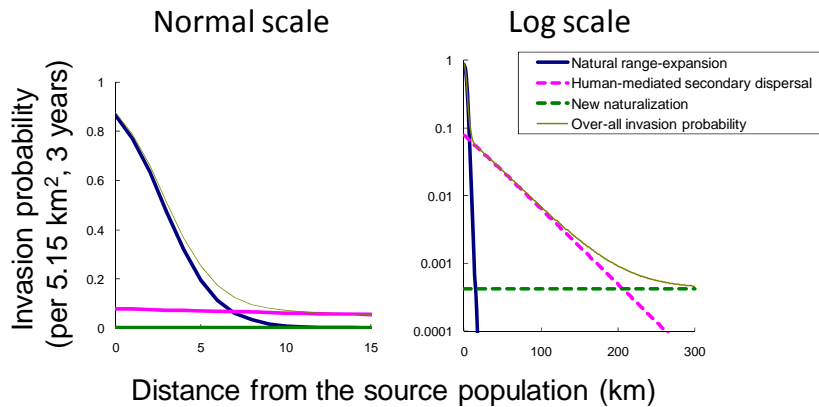 Normal scale
Log scale
Invasion probability
(per 5.15 km², 3 years)
1
0.8
0.6
0.4
0.2
0
0
5
10
15
1
0.1
0.01
0.001
0.0001
0
100
200
300
Natural range-expansion
Human-mediated secondary dispersal
New naturalization
Over-all invasion probability
Distance from the source population (km)